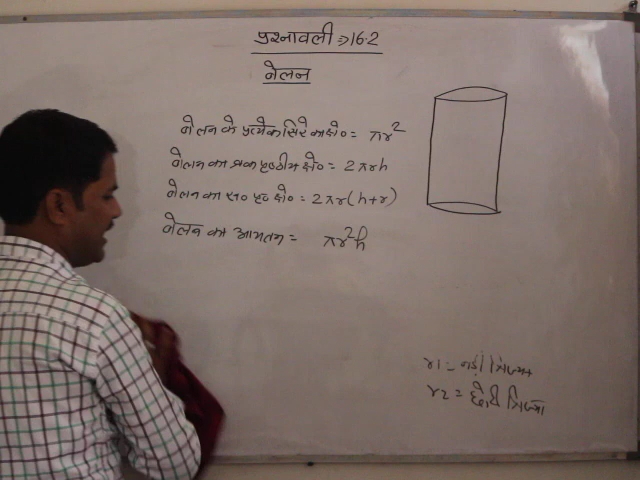 प्रश्नावली ⇒ 16.2
बेलन
बेलन के प्रत्येक सिरे का क्षे० = πr²
बेलन का वक्र पृष्ठीय क्षे० = 2πrh
बेलन का स० पृ० क्षे० = 2πr(h+r)
बेलन का आयतन = πr²h
r1 = बड़ी त्रिज्या
r2 = छोटी त्रिज्या